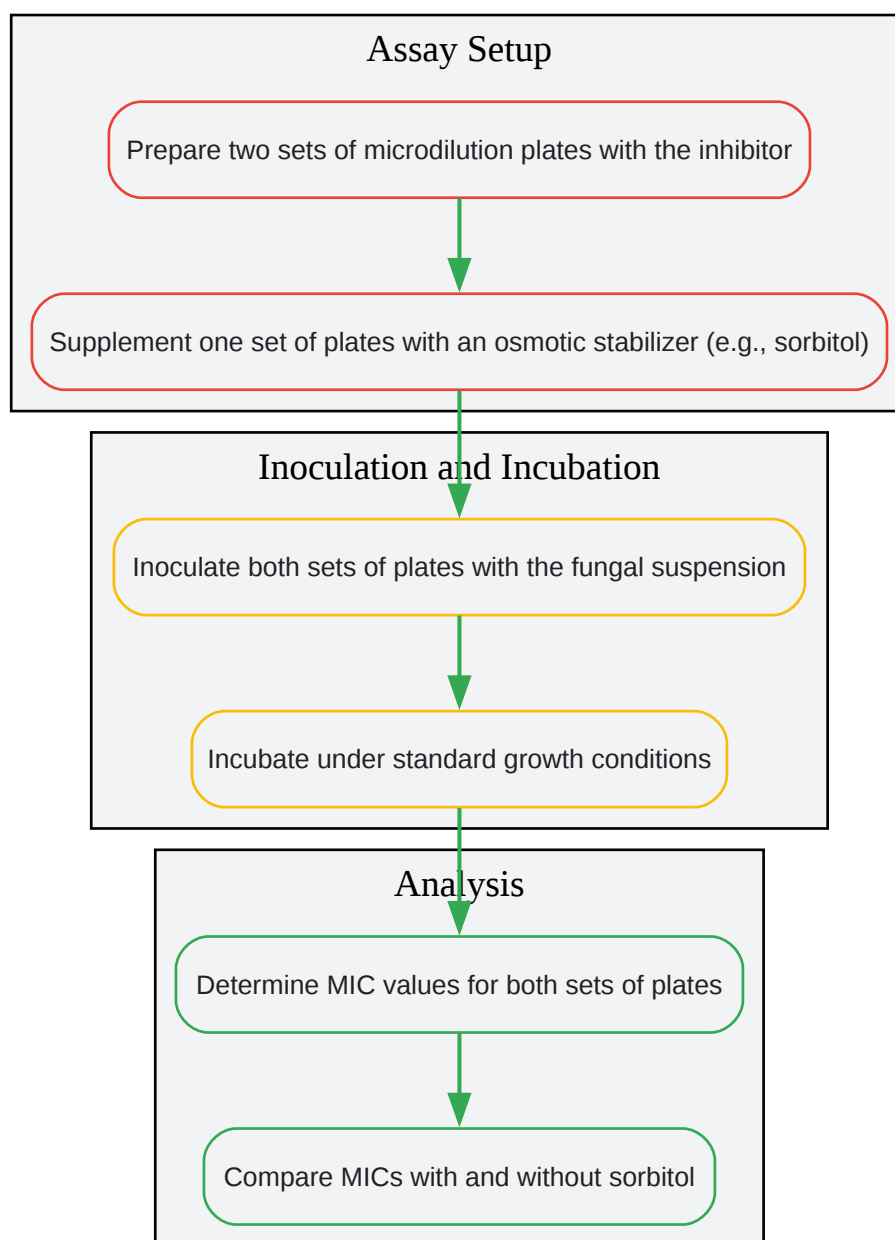 Assay Setup
Prepare two sets of microdilution plates with the inhibitor
Supplement one set of plates with an osmotic stabilizer (e.g., sorbitol)
Inoculation and Incubation
Inoculate both sets of plates with the fungal suspension
Incubate under standard growth conditions
Analysis
Determine MIC values for both sets of plates
Compare MICs with and without sorbitol